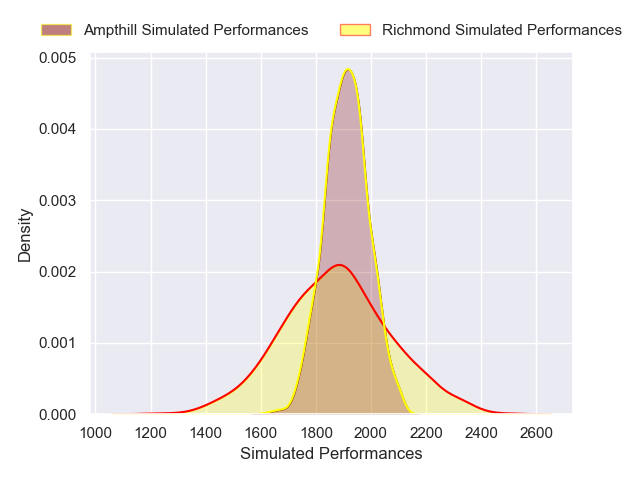 Ampthill Simulated Performances Richmond Simulated Performances
0.005
0.004
0.003
0.002
0.001
0.000
Density
1000 1200 1400 1600 1800 2000 2200 2400 2600
Simulated Performances